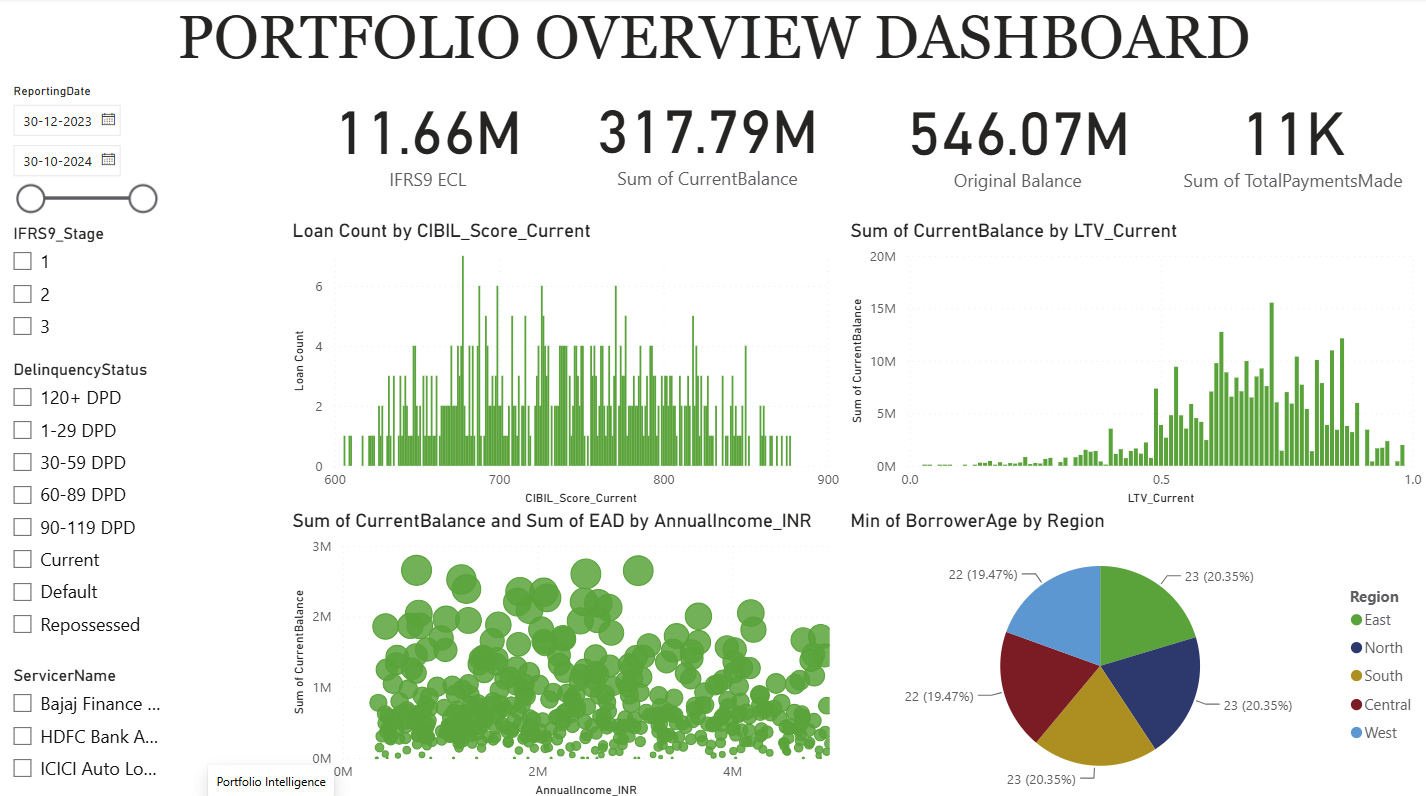 PORTFOLIO OVERVIEW DASHBOARD
ReportingDate
30-12-2023
30-10-2024
IFRS9_Stage
1
2
3
DelinquencyStatus
120+ DPD
1-29 DPD
30-59 DPD
60-89 DPD
90-119 DPD
Current
Default
Repossessed
ServicerName
Bajaj Finance ...
HDFC Bank A...
ICICI Auto Lo...
11.66M
IFRS9 ECL
317.79M
Sum of CurrentBalance
546.07M
Original Balance
11K
Sum of TotalPaymentsMade
Loan Count by CIBIL_Score_Current
Loan Count
6
4
2
0
600
700
800
900
CIBIL_Score_Current
Sum of CurrentBalance by LTV_Current
Sum of CurrentBalance
20M
15M
10M
5M
0M
0.0
0.5
1.0
LTV_Current
Sum of CurrentBalance and Sum of EAD by AnnualIncome_INR
Sum of CurrentBalance
3M
2M
1M
0M
0M
2M
4M
AnnualIncome_INR
Min of BorrowerAge by Region
22 (19.47%)
23 (20.35%)
22 (19.47%)
23 (20.35%)
23 (20.35%)
Region
East
North
South
Central
West
Portfolio Intelligence